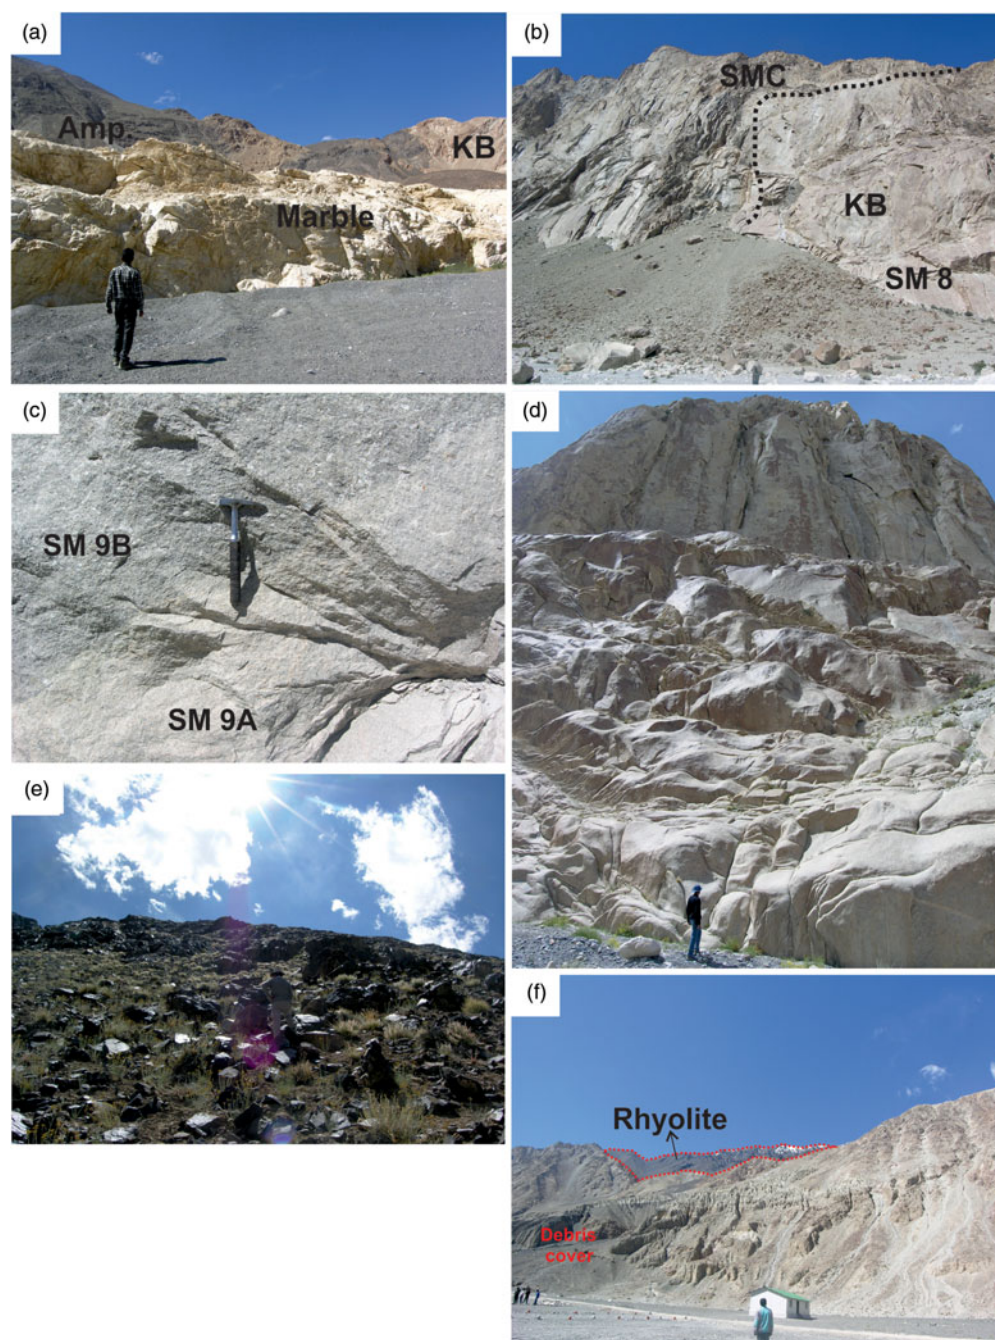 (a)
Amp.
KB
Marble
(b)
SMC
KB
SM 8
(c)
SM 9B
SM 9A
(d)
(e)
(f)
Rhyolite
Debris
cover